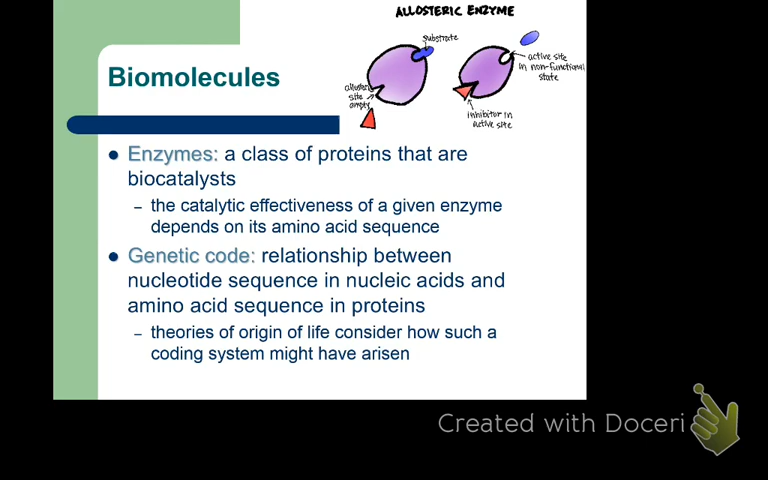 ALLOSTERIC ENZYME
substrate
allosteric
site
empty
active site
in non-functional
state
inhibitor in
active site
Biomolecules
Enzymes: a class of proteins that are
biocatalysts
– the catalytic effectiveness of a given enzyme
depends on its amino acid sequence
Genetic code: relationship between
nucleotide sequence in nucleic acids and
amino acid sequence in proteins
– theories of origin of life consider how such a
coding system might have arisen
Created with Doceri